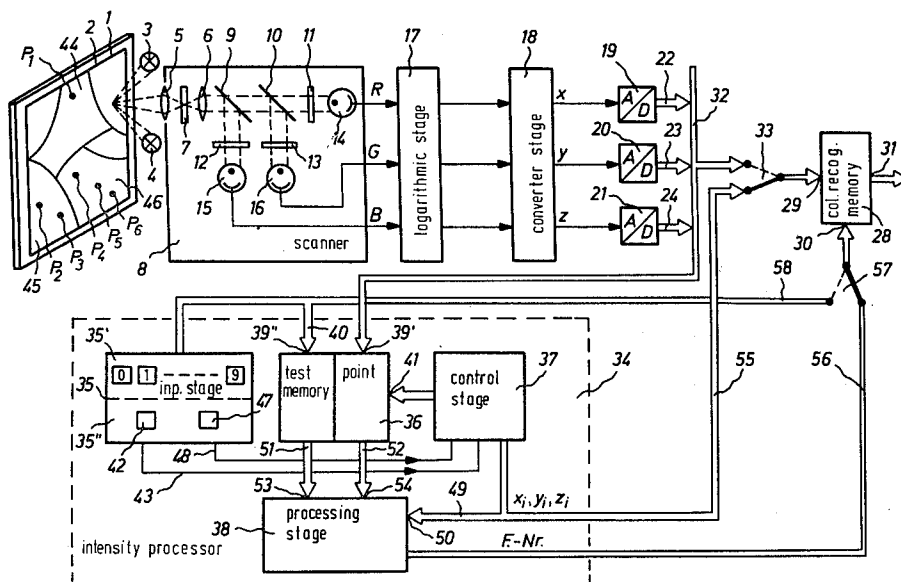 44 2 1 3
P1
5 6 9 10 11
17
18
19
22
R
A/D
14
x
32
33
7
12
13
4
logarithmic stage
converter stage
20
23
G
y
A/D
31
29
col. recog. memory
15
16
46
P6
P5
P4
P3
P2
45
B
scanner
8
21
24
z
A/D
30
28
57
58
35'
40
39" 39'
0 1 9
inp. stage
35
test memory
point
41
control stage
37
34
55
56
47
35"
36
42
48
51
52
43
53
54
49
xi, yi, zi
38
processing stage
50
F.-Nr.
intensity processor